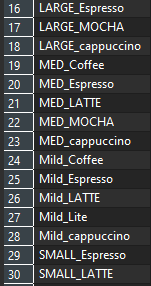 16 LARGE_Espresso
17 LARGE_MOCHA
18 LARGE_cappuccino
19 MED_Coffee
20 MED_Espresso
21 MED_LATTE
22 MED_MOCHA
23 MED_cappuccino
24 Mild_Coffee
25 Mild_Espresso
26 Mild_LATTE
27 Mild_Lite
28 Mild_cappuccino
29 SMALL_Espresso
30 SMALL_LATTE